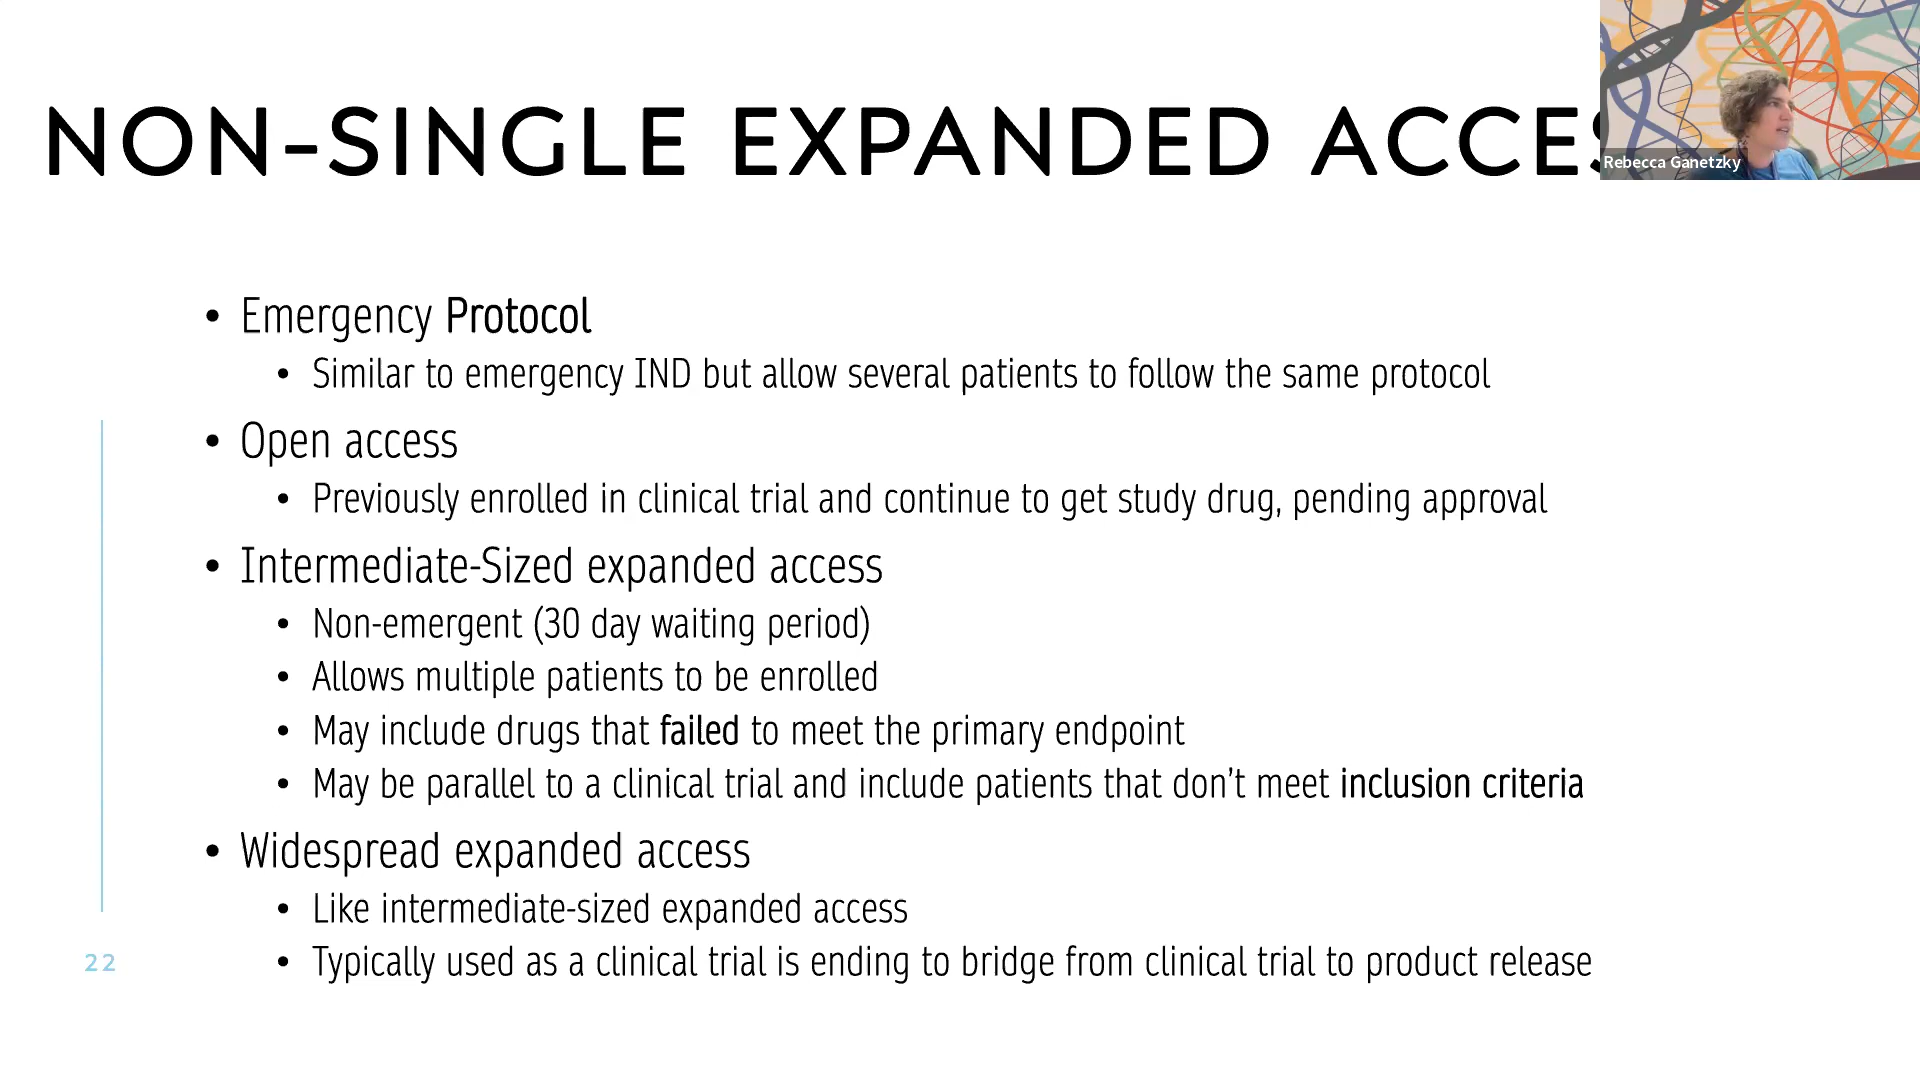 NON-SINGLE EXPANDED ACCES
Rebecca Ganetzky
• Emergency Protocol
• Similar to emergency IND but allow several patients to follow the same protocol
• Open access
• Previously enrolled in clinical trial and continue to get study drug, pending approval
• Intermediate-Sized expanded access
• Non-emergent (30 day waiting period)
• Allows multiple patients to be enrolled
• May include drugs that failed to meet the primary endpoint
• May be parallel to a clinical trial and include patients that don’t meet inclusion criteria
• Widespread expanded access
• Like intermediate-sized expanded access
• Typically used as a clinical trial is ending to bridge from clinical trial to product release
22